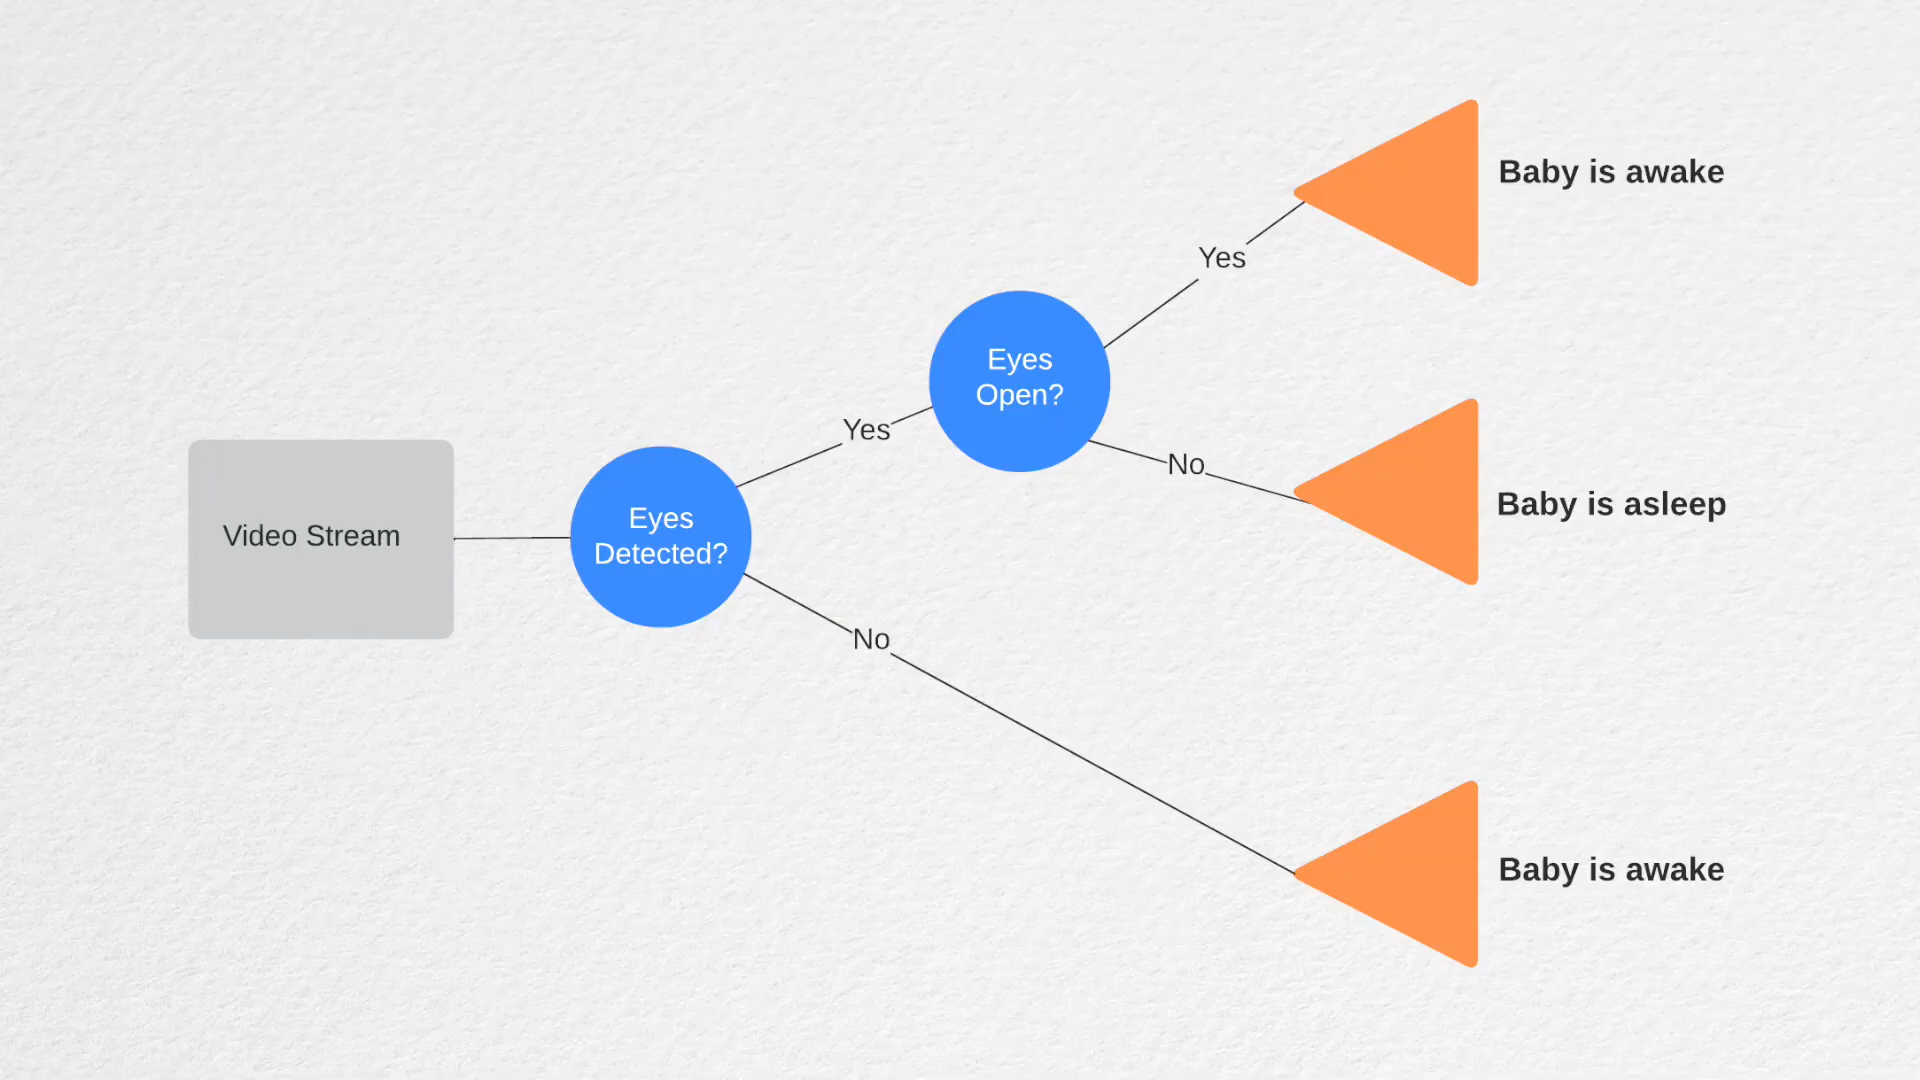 Baby is awake
Yes
Eyes
Open?
Yes
No
Baby is asleep
Video Stream
Eyes
Detected?
No
Baby is awake